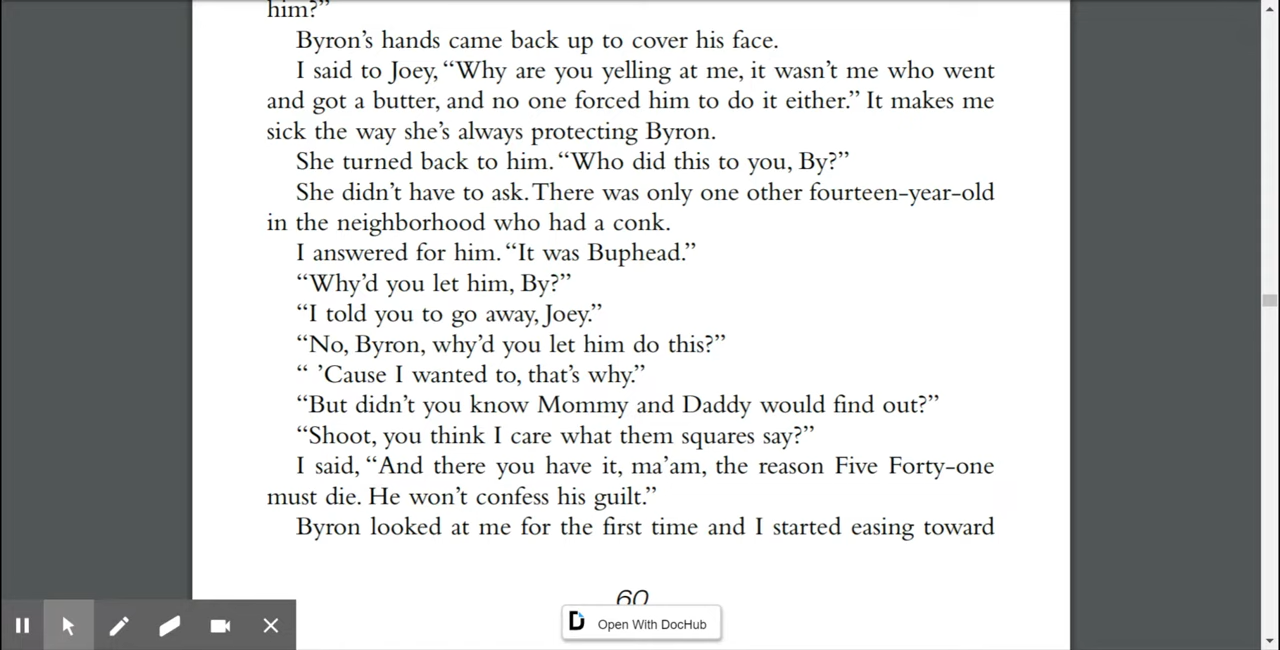 him?”
Byron’s hands came back up to cover his face.
I said to Joey, “Why are you yelling at me, it wasn’t me who went
and got a butter, and no one forced him to do it either.” It makes me
sick the way she’s always protecting Byron.
She turned back to him. “Who did this to you, By?”
She didn’t have to ask. There was only one other fourteen-year-old
in the neighborhood who had a conk.
I answered for him. “It was Buphead.”
“Why’d you let him, By?”
“I told you to go away, Joey.”
“No, Byron, why’d you let him do this?”
“ ’Cause I wanted to, that’s why.”
“But didn’t you know Mommy and Daddy would find out?”
“Shoot, you think I care what them squares say?”
I said, “And there you have it, ma’am, the reason Five Forty-one
must die. He won’t confess his guilt.”
Byron looked at me for the first time and I started easing toward
60
Open With DocHub